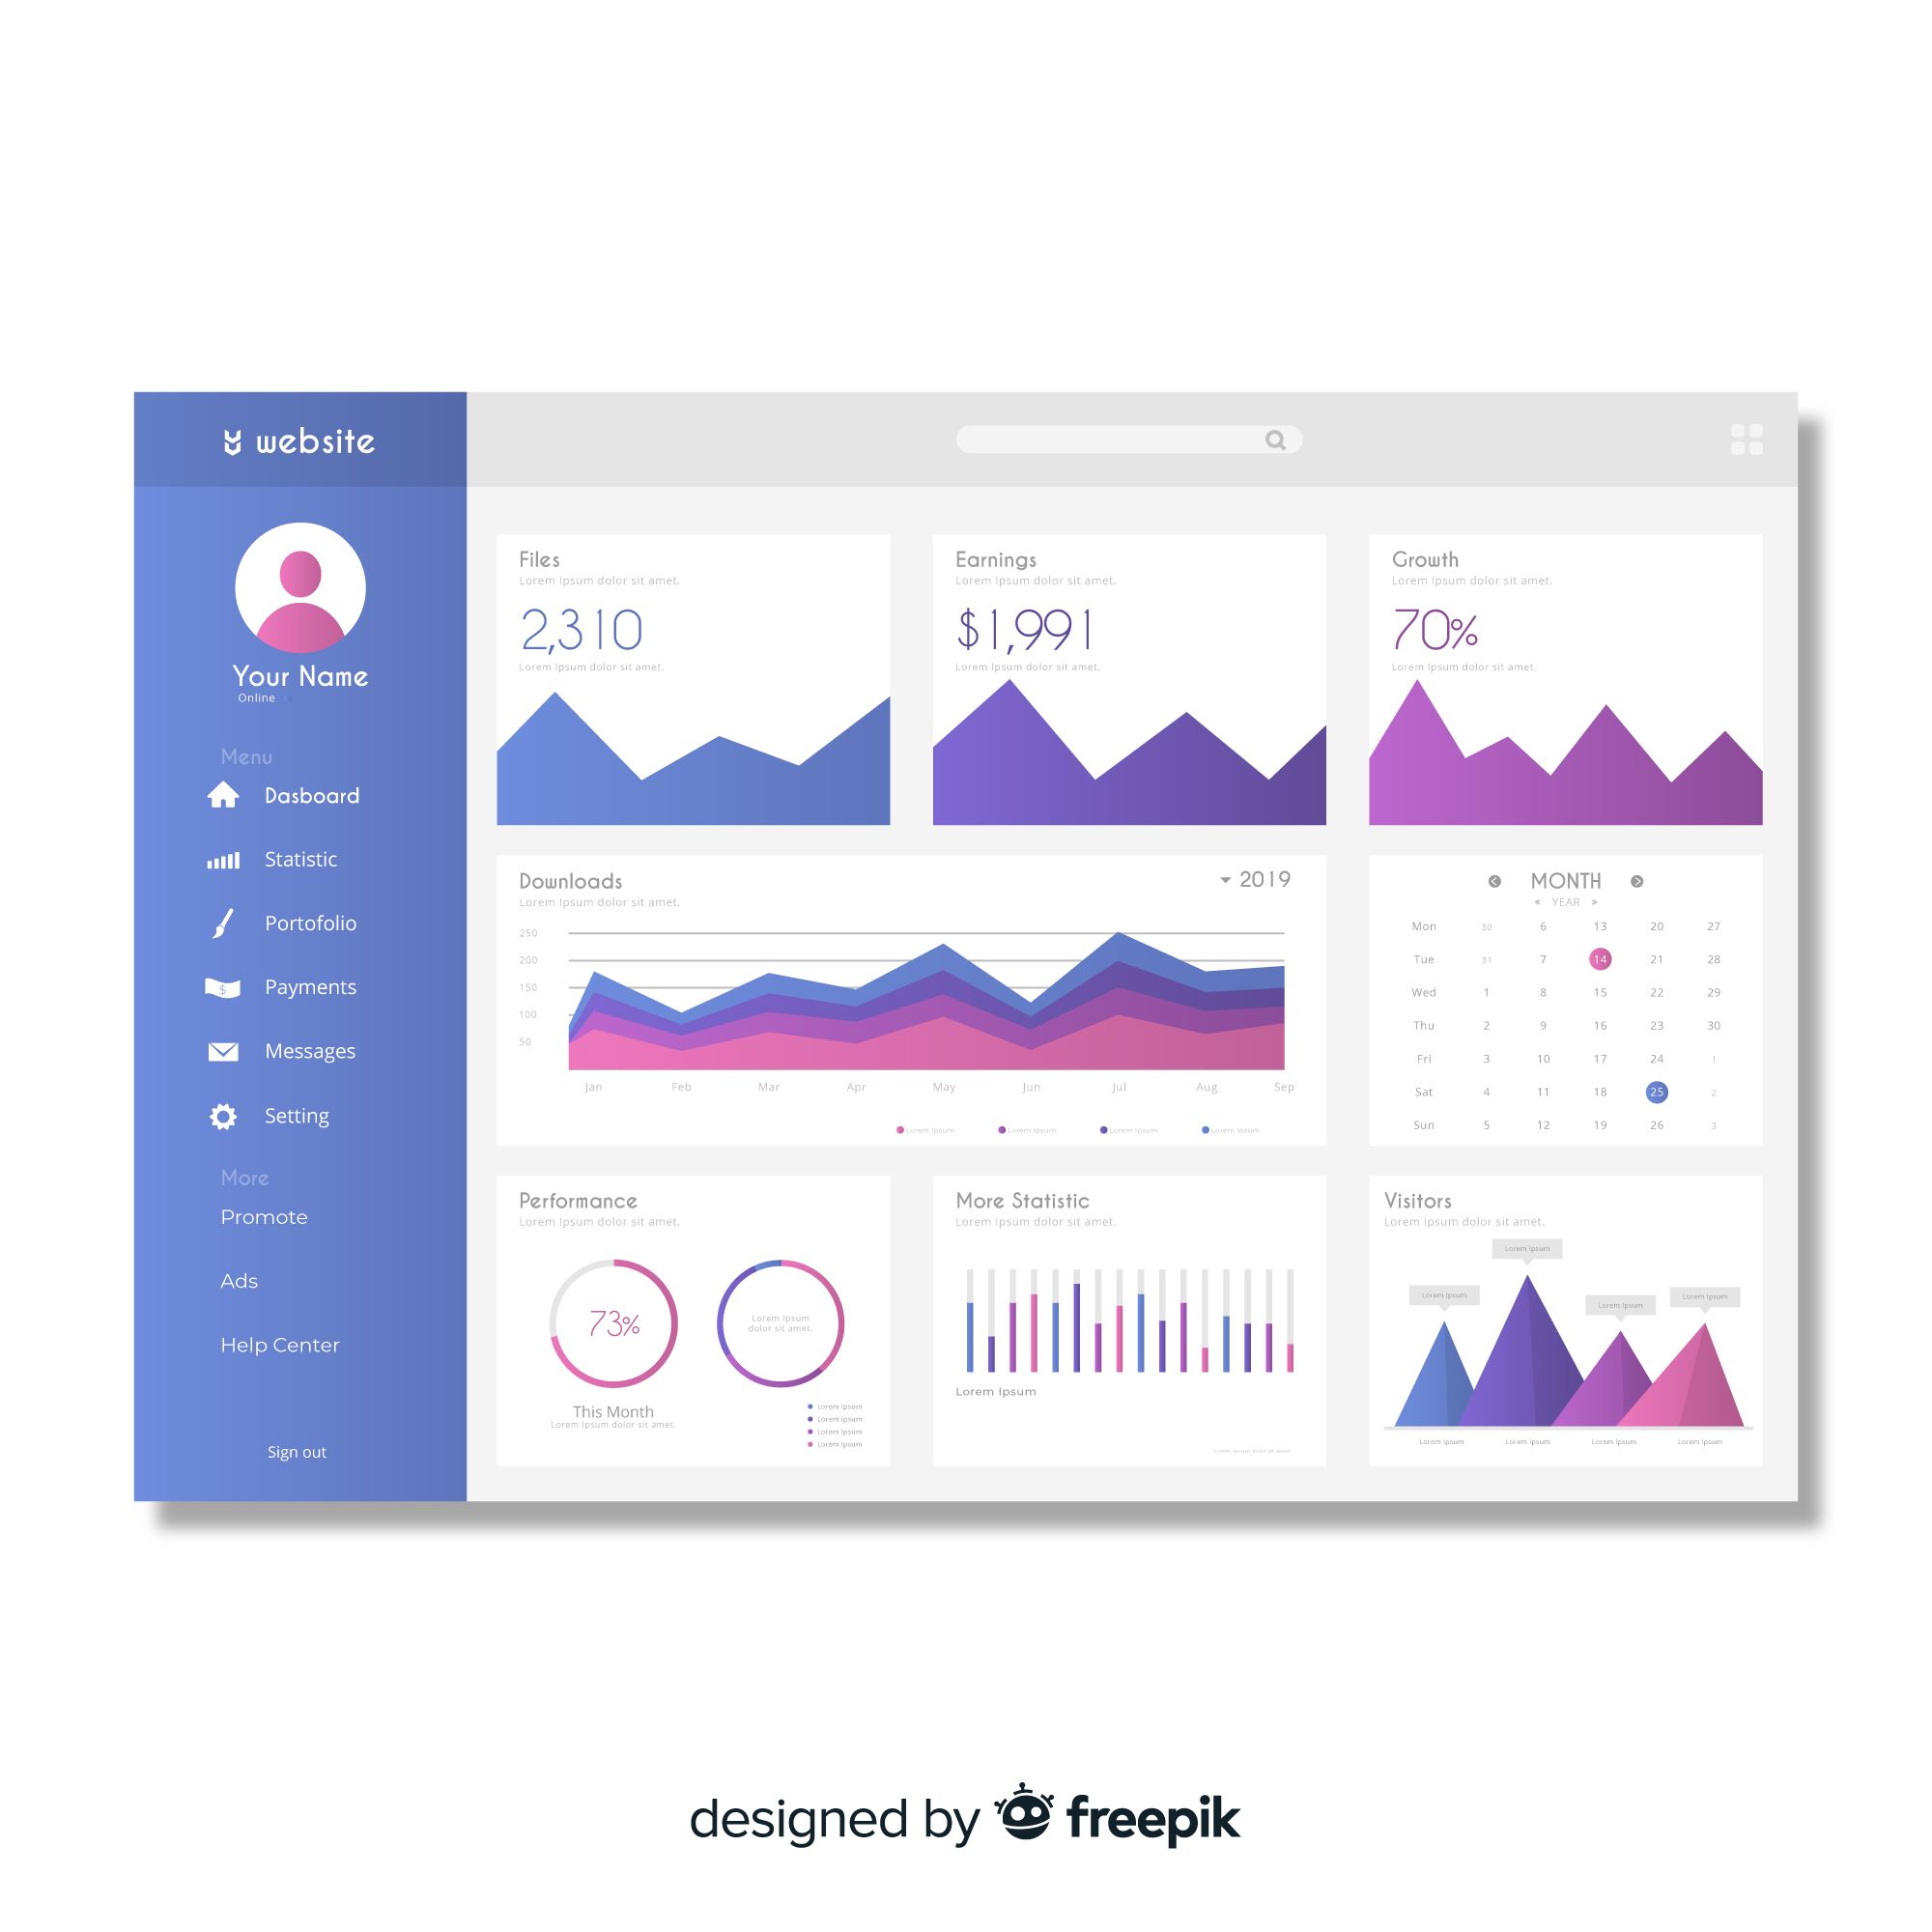 website
Your Name
Online
Menu
Dasboard
Statistic
Portofolio
Payments
$
Messages
Setting
More
Promote
Ads
Help Center
Sign out
Files
Lorem Ipsum dolor sit amet.
2,310
Lorem Ipsum dolor sit amet.
Earnings
Lorem Ipsum dolor sit amet.
$1,991
Lorem Ipsum dolor sit amet.
Growth
Lorem Ipsum dolor sit amet.
70%
Lorem Ipsum dolor sit amet.
Downloads
2019
Lorem Ipsum dolor sit amet.
250
200
150
100
50
Jan Feb Mar Apr May Jun Jul Aug Sep
Lorem Ipsum Lorem Ipsum Lorem Ipsum Lorem Ipsum
MONTH
YEAR
Mon 30 6 13 20 27
Tue 31 7 14 21 28
Wed 1 8 15 22 29
Thu 2 9 16 23 30
Fri 3 10 17 24 1
Sat 4 11 18 25 2
Sun 5 12 19 26 3
Performance
Lorem Ipsum dolor sit amet.
73%
This Month
Lorem Ipsum dolor sit amet.
Lorem Ipsum
dolor sit amet.
Lorem Ipsum
Lorem Ipsum
Lorem Ipsum
Lorem Ipsum
More Statistic
Lorem Ipsum dolor sit amet.
Lorem Ipsum
Lorem Ipsum dolor sit amet.
Visitors
Lorem Ipsum dolor sit amet.
Lorem Ipsum
Lorem Ipsum
Lorem Ipsum
Lorem Ipsum
Lorem Ipsum Lorem Ipsum Lorem Ipsum Lorem Ipsum
designed by freepik